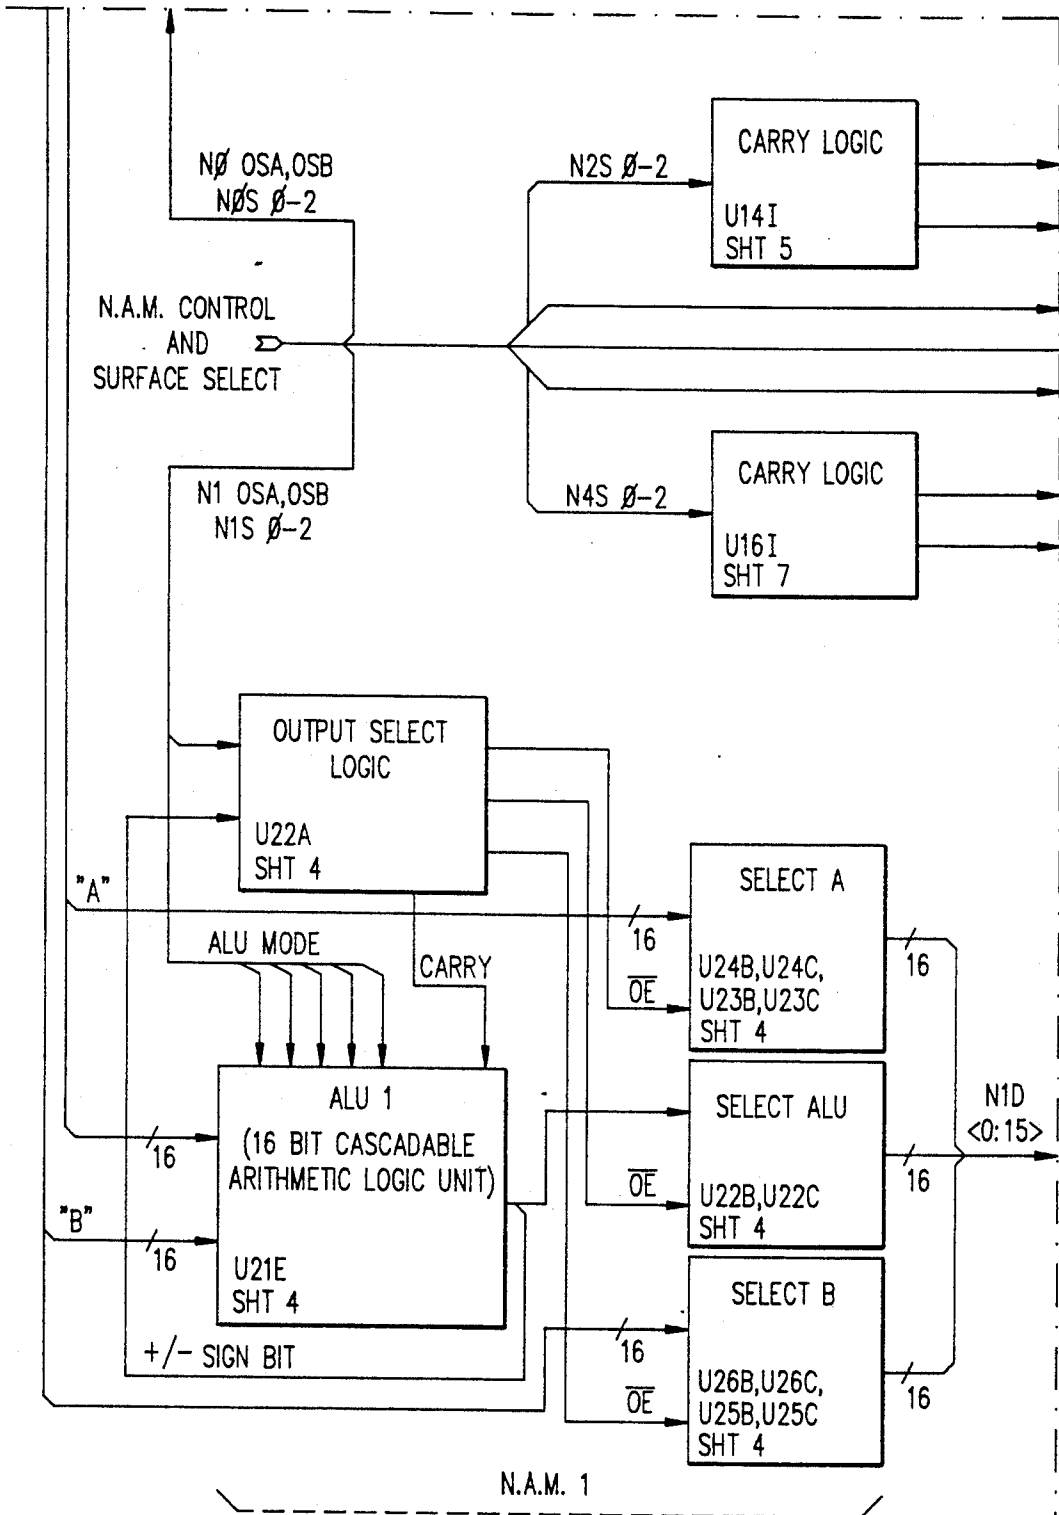 CARRY LOGIC
U14I
SHT 5
NØ OSA,OSB
NØS Ø-2
N2S Ø-2
N.A.M. CONTROL
AND
SURFACE SELECT
CARRY LOGIC
U16I
SHT 7
N1 OSA,OSB
N1S Ø-2
N4S Ø-2
OUTPUT SELECT
LOGIC
U22A
SHT 4
"A"
16
SELECT A
U24B,U24C,
U23B,U23C
SHT 4
16
ALU MODE
CARRY
OE
ALU 1
(16 BIT CASCADABLE
ARITHMETIC LOGIC UNIT)
U21E
SHT 4
16
"B"
16
SELECT ALU
U22B,U22C
SHT 4
OE
16
N1D
<0:15>
SELECT B
U26B,U26C,
U25B,U25C
SHT 4
16
OE
16
+/- SIGN BIT
N.A.M. 1